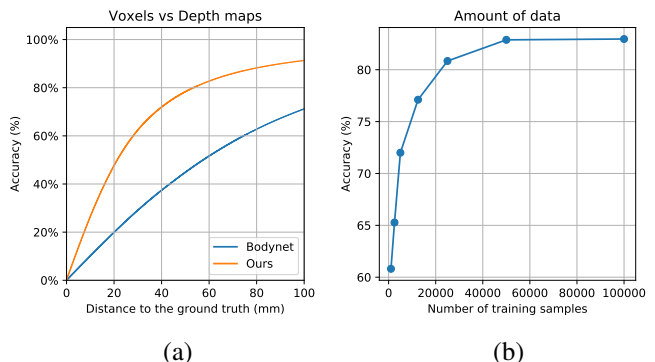 Voxels vs Depth maps
100%
80%
60%
40%
20%
0%
Accuracy (%)
0 20 40 60 80 100
Distance to the ground truth (mm)
Bodynet
Ours
(a)
Amount of data
80
75
70
65
60
Accuracy (%)
0 20000 40000 60000 80000 100000
Number of training samples
(b)